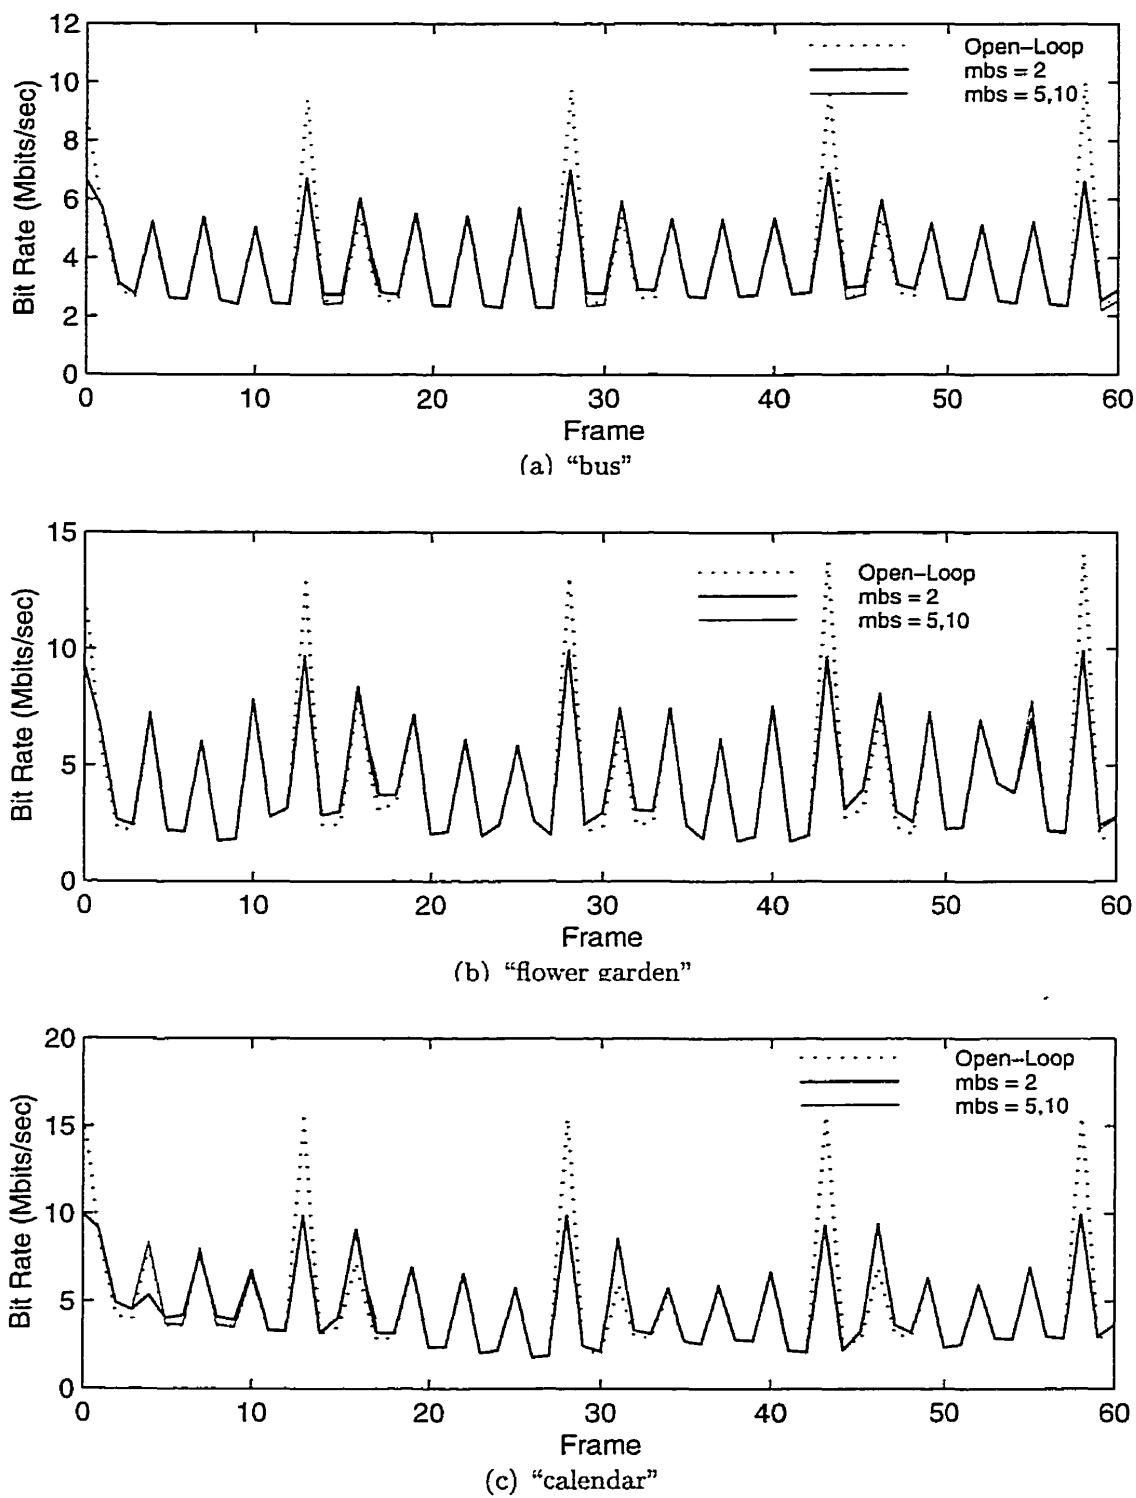 12
10
8
6
4
2
0
Bit Rate (Mbits/sec)
Open-Loop
mbs = 2
mbs = 5,10
0 10 20 30 40 50 60
Frame
(a) “bus”
15
10
5
0
Bit Rate (Mbits/sec)
Open-Loop
mbs = 2
mbs = 5,10
0 10 20 30 40 50 60
Frame
(b) “flower garden”
20
15
10
5
0
Bit Rate (Mbits/sec)
Open-Loop
mbs = 2
mbs = 5,10
0 10 20 30 40 50 60
Frame
(c) “calendar”